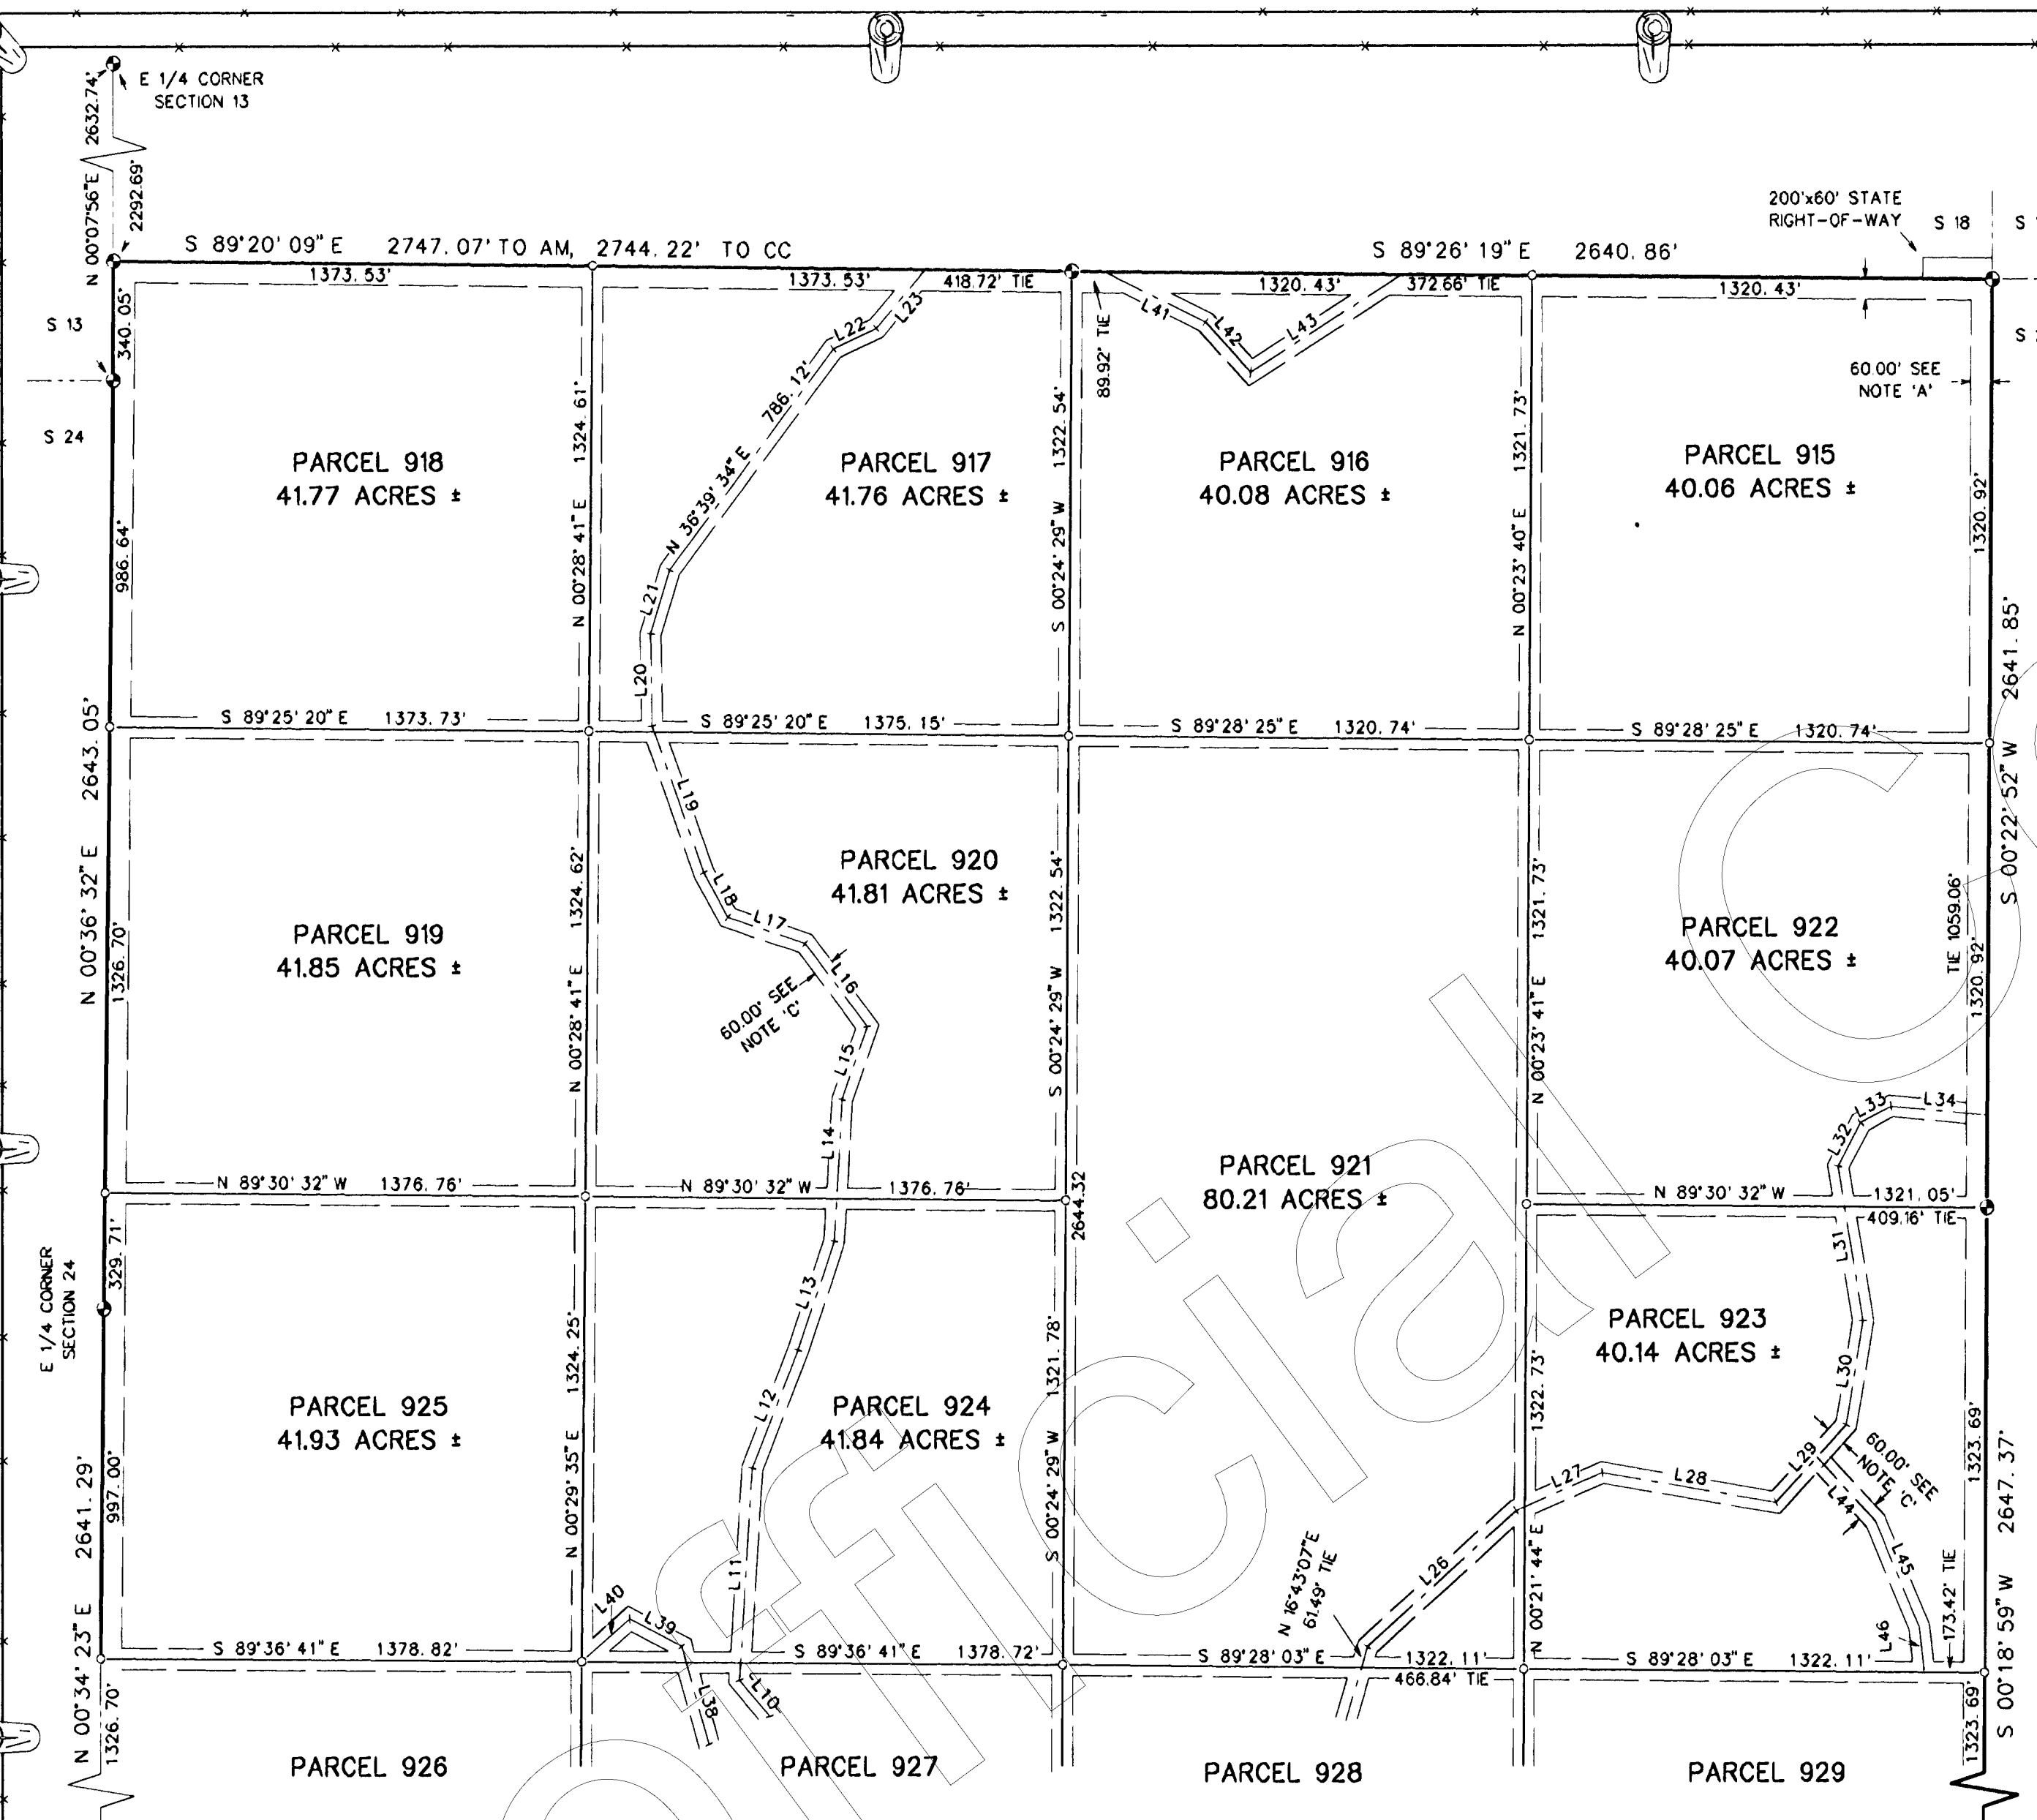 E 1/4 CORNER
SECTION 13
N 00°07'56"E 2632.74'
2292.69'
200'x60' STATE
RIGHT-OF-WAY
S 18
S 89°20'09"E 2747.07' TO AM, 2744.22' TO CC
S 89°26'19"E 2640.86'
1373.53'
1373.53'
418.72' TIE
1320.43'
372.66' TIE
1320.43'
S 13
340.05'
S 24
L22
L23
L41
L42
L43
89.92' TIE
60.00' SEE
NOTE 'A'
986.64'
1324.61'
N 00°28'41"E
786.12'
N 36°39'34"E
1322.54'
S 00°24'29"W
1321.73'
N 00°23'40"E
1320.92'
PARCEL 918
41.77 ACRES ±
PARCEL 917
41.76 ACRES ±
PARCEL 916
40.08 ACRES ±
PARCEL 915
40.06 ACRES ±
L21
L20
2641.85'
S 00°22'52"W
2643.05'
N 00°36'32"E
S 89°25'20"E 1373.73'
S 89°25'20"E 1375.15'
S 89°28'25"E 1320.74'
S 89°28'25"E 1320.74'
L19
L18
L17
L16
L15
L14
60.00' SEE
NOTE 'C'
1326.70'
1324.62'
N 00°28'41"E
1322.54'
S 00°24'29"W
1321.73'
N 00°23'41"E
TIE 1059.06'
1320.92'
PARCEL 919
41.85 ACRES ±
PARCEL 920
41.81 ACRES ±
PARCEL 922
40.07 ACRES ±
PARCEL 921
80.21 ACRES ±
2644.32
L32
L33
L34
N 89°30'32"W 1376.76'
N 89°30'32"W 1376.76'
N 89°30'32"W 1321.05'
409.16' TIE
329.71'
E 1/4 CORNER
SECTION 24
L13
L12
L11
L31
L30
L29
L28
L27
L26
PARCEL 923
40.14 ACRES ±
PARCEL 925
41.93 ACRES ±
PARCEL 924
41.84 ACRES ±
997.00'
2641.29'
N 00°34'23"E
1324.25'
N 00°29'35"E
1321.78'
S 00°24'29"W
1322.73'
N 00°21'44"E
1323.69'
2647.37'
S 00°18'59"W
60.00' SEE
NOTE 'C'
L44
L45
L46
173.42' TIE
N 16°43'07"E
61.49' TIE
L40
L39
S 89°36'41"E 1378.82'
S 89°36'41"E 1378.72'
S 89°28'03"E 1322.11'
466.84' TIE
S 89°28'03"E 1322.11'
L38
L10
1326.70'
1323.69'
PARCEL 926
PARCEL 927
PARCEL 928
PARCEL 929